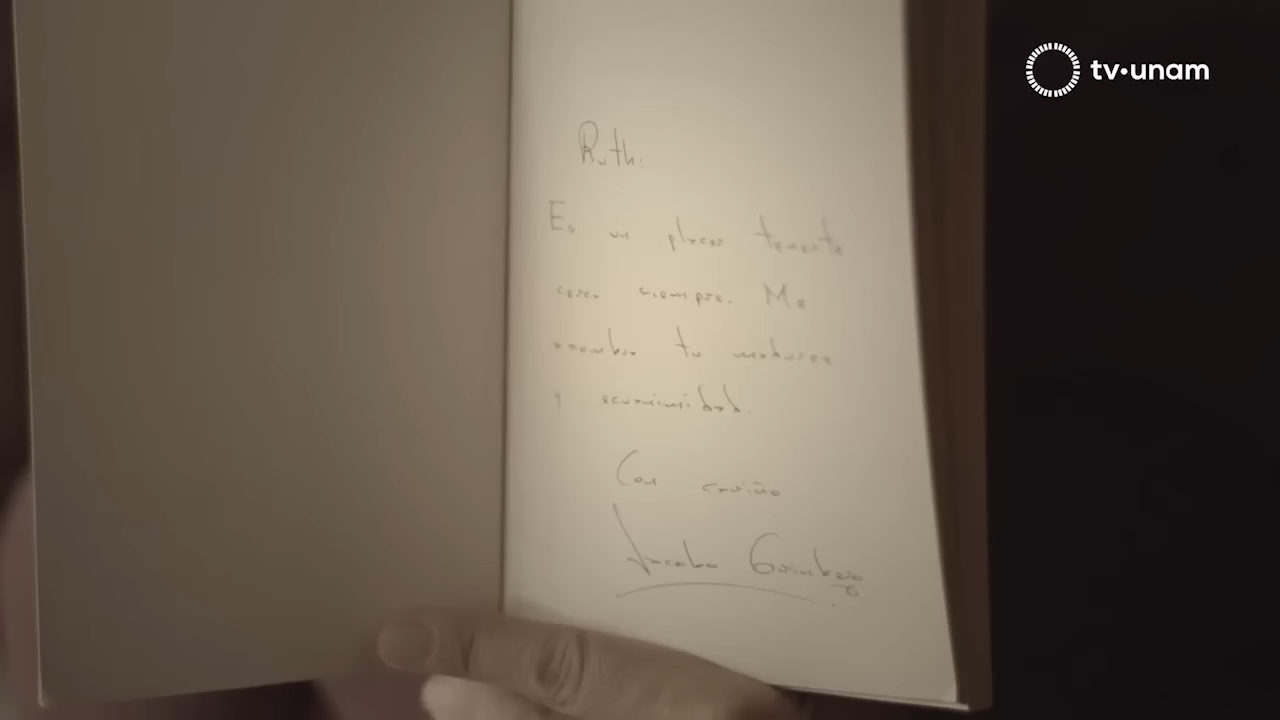 tv·unam
Ruth:
Es un placer tenerte
cerca siempre. Me
asombra tu madurez
y ecuanimidad.
Con cariño
Jacobo Grinberg